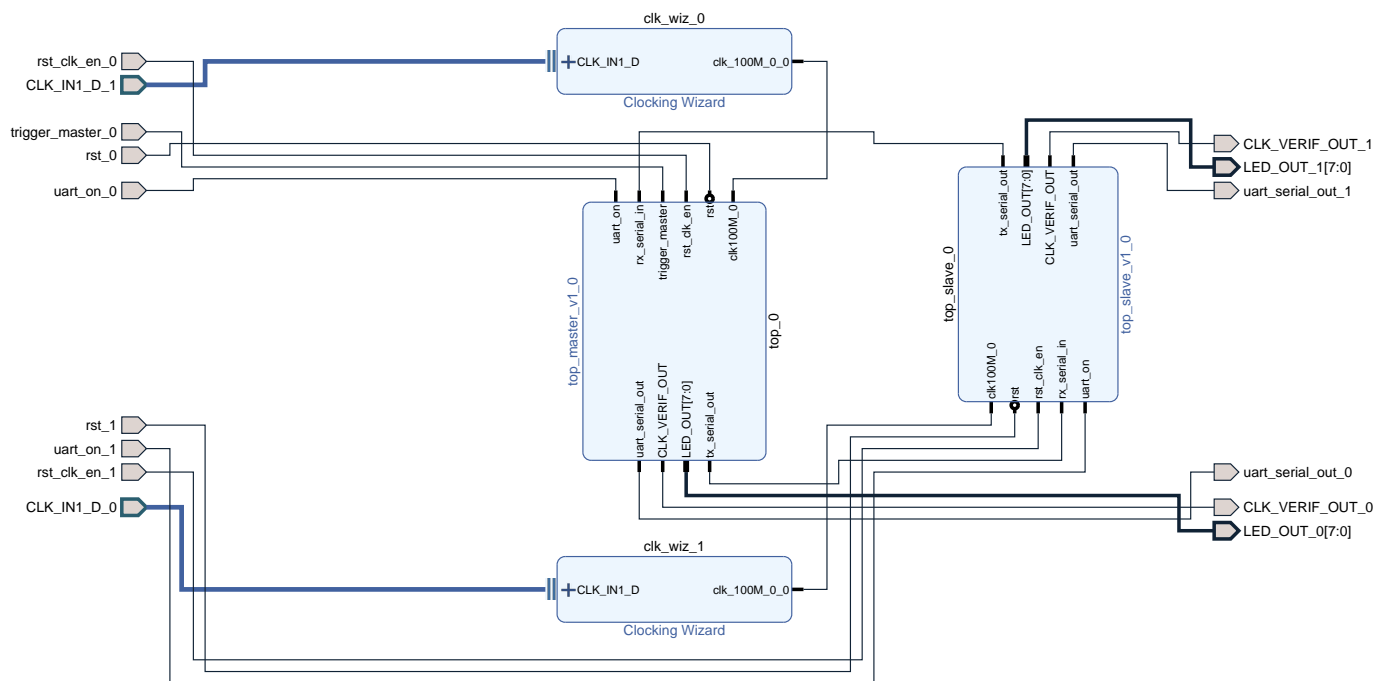 clk_wiz_0
rst_clk_en_0
CLK_IN1_D_1
CLK_IN1_D
clk_100M_0_0
Clocking Wizard
trigger_master_0
rst_0
uart_on_0
CLK_VERIF_OUT_1
LED_OUT_1[7:0]
uart_serial_out_1
uart_on
rx_serial_in
trigger_master
rst_clk_en
rst
clk100M_0
top_master_v1_0
top_0
uart_serial_out
CLK_VERIF_OUT
LED_OUT[7:0]
tx_serial_out
tx_serial_out
LED_OUT[7:0]
CLK_VERIF_OUT
uart_serial_out
top_slave_0
top_slave_v1_0
clk100M_0
rst
rst_clk_en
rx_serial_in
uart_on
rst_1
uart_on_1
rst_clk_en_1
CLK_IN1_D_0
uart_serial_out_0
CLK_VERIF_OUT_0
LED_OUT_0[7:0]
clk_wiz_1
CLK_IN1_D
clk_100M_0_0
Clocking Wizard